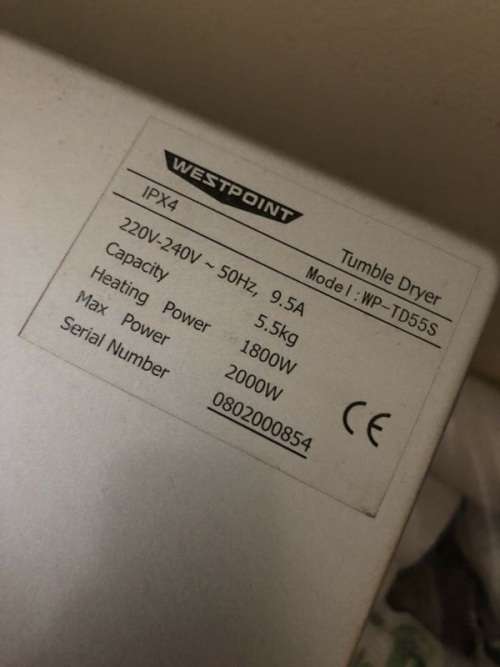 WESTPOINT
IPX4 Tumble Dryer
220V-240V ~ 50Hz, 9.5A Model:WP-TD55S
Capacity 5.5kg
Heating Power 1800W
Max Power 2000W
Serial Number 0802000854
CE